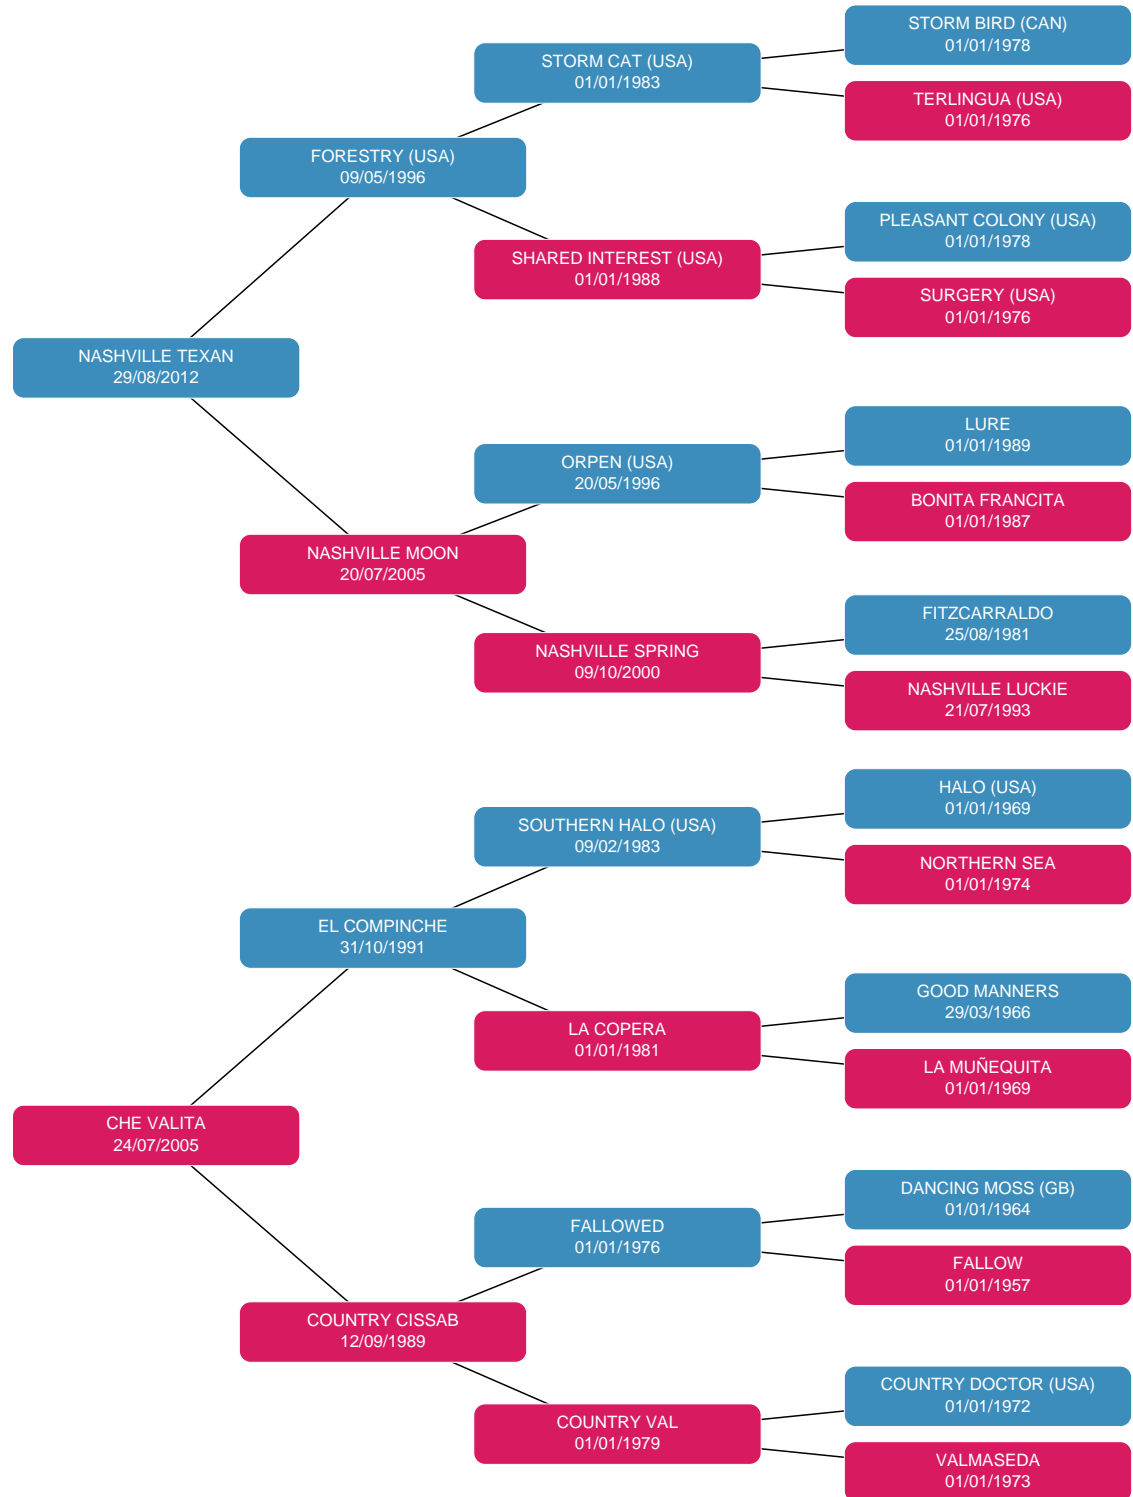 STORM BIRD (CAN)
01/01/1978
STORM CAT (USA)
01/01/1983
TERLINGUA (USA)
01/01/1976
FORESTRY (USA)
09/05/1996
PLEASANT COLONY (USA)
01/01/1978
SHARED INTEREST (USA)
01/01/1988
SURGERY (USA)
01/01/1976
NASHVILLE TEXAN
29/08/2012
LURE
01/01/1989
ORPEN (USA)
20/05/1996
BONITA FRANCITA
01/01/1987
NASHVILLE MOON
20/07/2005
FITZCARRALDO
25/08/1981
NASHVILLE SPRING
09/10/2000
NASHVILLE LUCKIE
21/07/1993
HALO (USA)
01/01/1969
SOUTHERN HALO (USA)
09/02/1983
NORTHERN SEA
01/01/1974
EL COMPINCHE
31/10/1991
GOOD MANNERS
29/03/1966
LA COPERA
01/01/1981
LA MUÑEQUITA
01/01/1969
CHE VALITA
24/07/2005
DANCING MOSS (GB)
01/01/1964
FALLOWED
01/01/1976
FALLOW
01/01/1957
COUNTRY CISSAB
12/09/1989
COUNTRY DOCTOR (USA)
01/01/1972
COUNTRY VAL
01/01/1979
VALMASEDA
01/01/1973